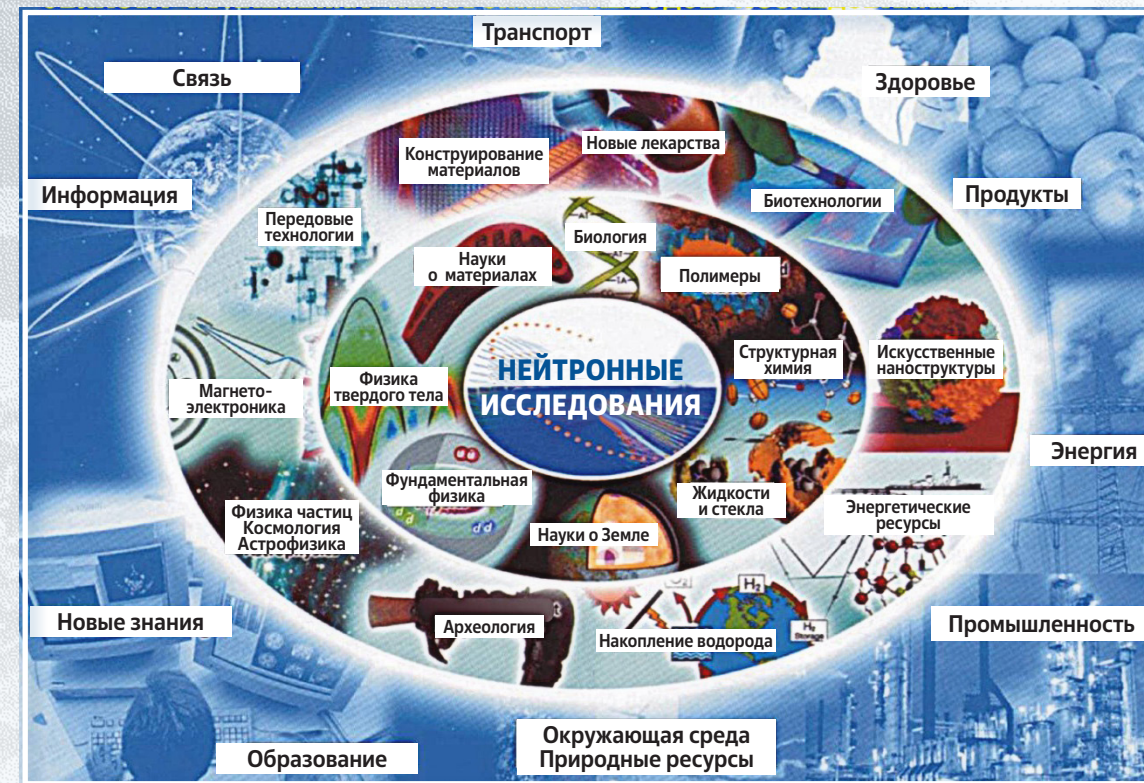 Транспорт
Связь
Здоровье
Информация
Продукты
Конструирование
материалов
Новые лекарства
Биотехнологии
Передовые
технологии
Науки
о материалах
Биология
Полимеры
Магнето-
электроника
Физика
твердого тела
НЕЙТРОННЫЕ
ИССЛЕДОВАНИЯ
Структурная
химия
Искусственные
наноструктуры
Энергия
Фундаментальная
физика
Жидкости
и стекла
Энергетические
ресурсы
Физика частиц
Космология
Астрофизика
Науки о Земле
Новые знания
Археология
H₂
Накопление водорода
H₂
Storage
Промышленность
Образование
Окружающая среда
Природные ресурсы